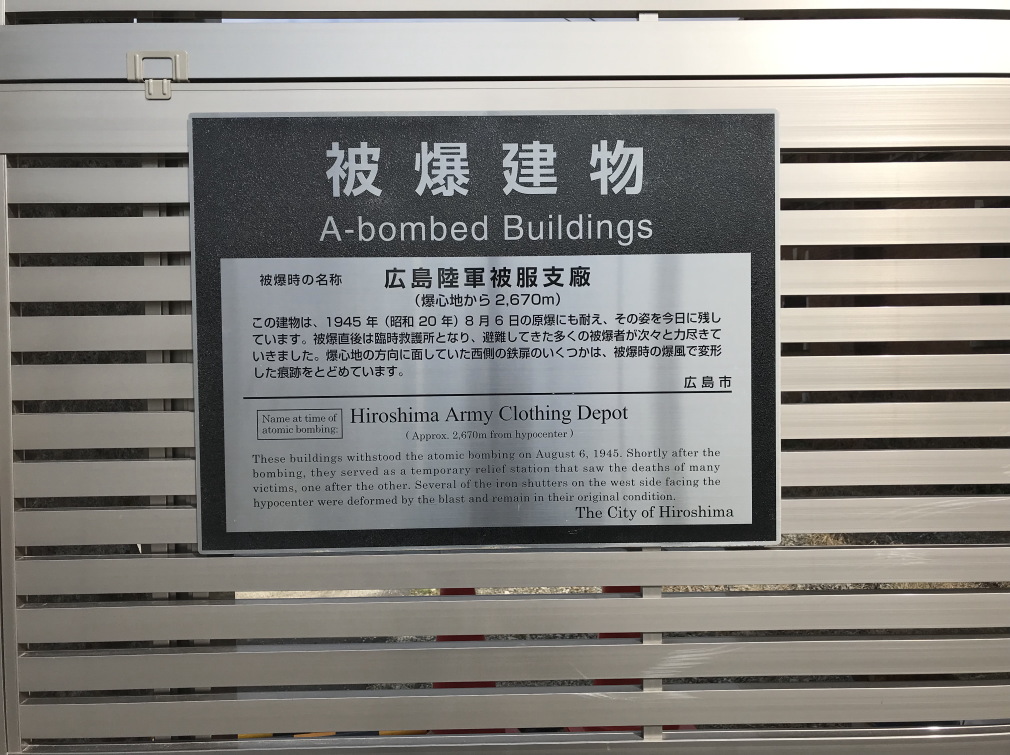 被爆建物
A-bombed Buildings
被爆時の名称 広島陸軍被服支廠
（爆心地から 2,670m）
この建物は、1945 年（昭和 20 年）8 月 6 日の原爆にも耐え、その姿を今日に残し
ています。被爆直後は臨時救護所となり、避難してきた多くの被爆者が次々と力尽きて
いきました。爆心地の方向に面していた西側の鉄扉のいくつかは、被爆時の爆風で変形
した痕跡をとどめています。
広島市
Name at time of
atomic bombing:
Hiroshima Army Clothing Depot
( Approx. 2,670m from hypocenter )
These buildings withstood the atomic bombing on August 6, 1945. Shortly after the
bombing, they served as a temporary relief station that saw the deaths of many
victims, one after the other. Several of the iron shutters on the west side facing the
hypocenter were deformed by the blast and remain in their original condition.
The City of Hiroshima